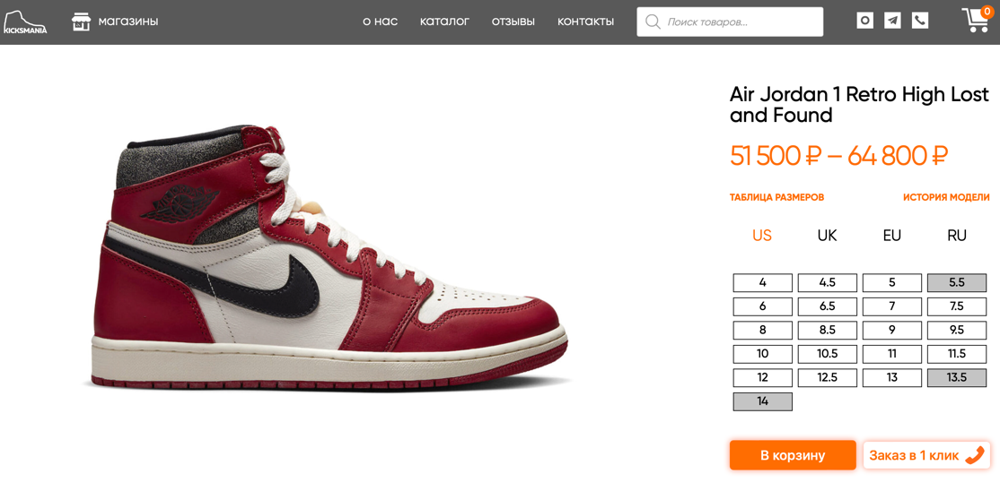 KICKSMANIA
магазины
о нас каталог отзывы контакты
Поиск товаров...
0
Air Jordan 1 Retro High Lost
and Found
51 500 ₽ – 64 800 ₽
ТАБЛИЦА РАЗМЕРОВ ИСТОРИЯ МОДЕЛИ
US UK EU RU
4 4.5 5 5.5
6 6.5 7 7.5
8 8.5 9 9.5
10 10.5 11 11.5
12 12.5 13 13.5
14
В корзину Заказ в 1 клик